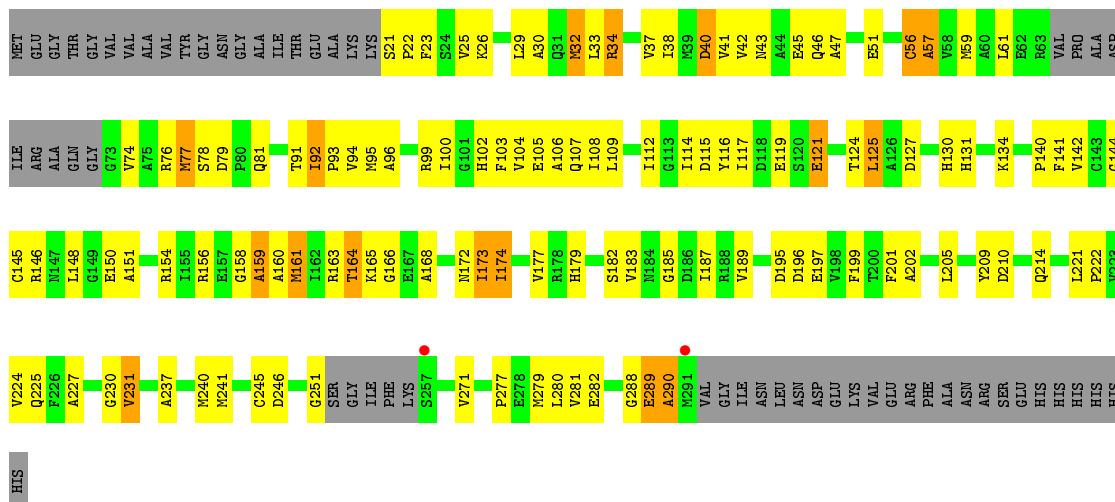 MET GLU GLY THR GLY VAL VAL ALA VAL TYR GLY ASN GLY ALA ILE THR GLU ALA LYS LYS S21 P22 F23 S24 V25 K26 L29 A30 Q31 M32 L33 R34 V37 I38 M39 D40 V41 V42 N43 A44 E45 Q46 A47 E51 C56 A57 V58 M59 A60 L61 E62 R63 VAL PRO ALA ASP
ILE ARG ALA GLN GLY G73 V74 A75 R76 M77 S78 D79 P80 Q81 T91 I92 P93 V94 M95 A96 R99 I100 G101 H102 F103 V104 E105 A106 Q107 I108 L109 I112 G113 I114 D115 Y116 I117 D118 E119 S120 E121 T124 L125 A126 D127 H130 H131 K134 P140 F141 V142 C143 G144
C145 R146 N147 L148 G149 E150 A151 R154 I155 R156 E157 G158 A159 A160 M161 I162 R163 T164 K165 G166 E167 A168 N172 I173 I174 V177 R178 H179 S182 V183 N184 G185 D186 I187 R188 V189 D195 D196 E197 V198 F199 T200 F201 A202 L205 Y209 D210 Q214 L221 P222 V223
V224 Q225 F226 A227 G230 V231 A237 M240 M241 C245 D246 G251 SER GLY ILE PHE LYS S257 V271 P277 E278 M279 L280 V281 E282 G288 E289 A290 M291 VAL GLY ILE ASN LEU ASN ASP GLU LYS VAL GLU ARG PHE ALA ASN ARG SER GLU HIS HIS HIS HIS HIS HIS
HIS